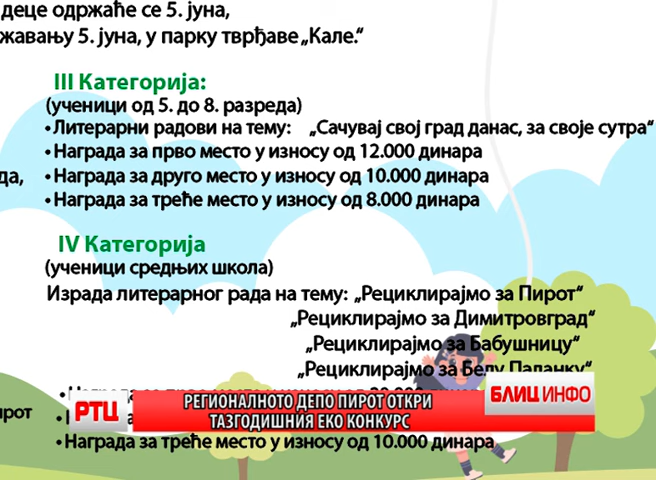 деце одржаће се 5. јуна,
жавању 5. јуна, у парку тврђаве „Кале.“
III Категорија:
(ученици од 5. до 8. разреда)
• Литерарни радови на тему: „Сачувај свој град данас, за своје сутра“
• Награда за прво место у износу од 12.000 динара
да, • Награда за друго место у износу од 10.000 динара
• Награда за треће место у износу од 8.000 динара
IV Категорија
(ученици средњих школа)
Израда литерарног рада на тему: „Рециклирајмо за Пирот“
„Рециклирајмо за Димитровград“
„Рециклирајмо за Бабушницу“
„Рециклирајмо за Белу Паланку“
РТЦ
РЕГИОНАЛНОТО ДЕПО ПИРОТ ОТКРИ
ТАЗГОДИШНИЯ ЕКО КОНКУРС
БЛИЦ ИНФО
ирот
• Награда за треће место у износу од 10.000 динара